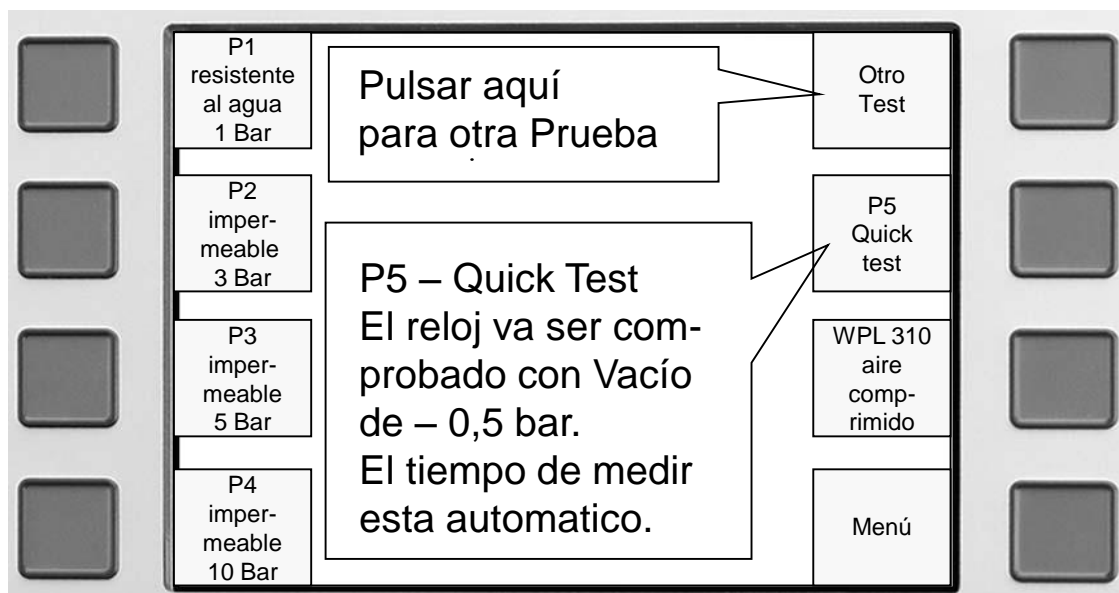 P1
resistente
al agua
1 Bar
P2
imper-
meable
3 Bar
P3
imper-
meable
5 Bar
P4
imper-
meable
10 Bar
Pulsar aquí
para otra Prueba
P5 – Quick Test
El reloj va ser com-
probado con Vacío
de – 0,5 bar.
El tiempo de medir
esta automatico.
Otro
Test
P5
Quick
test
WPL 310
aire
comp-
rimido
Menú